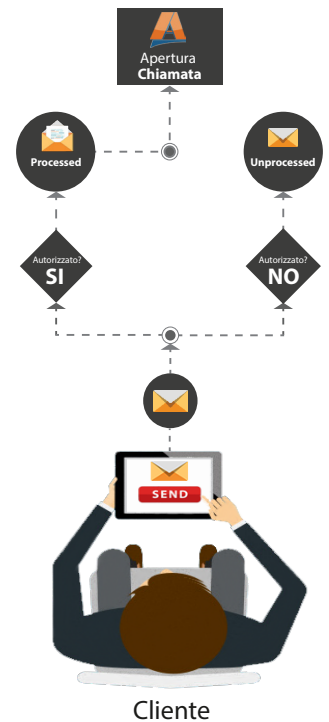 Apertura
Chiamata
Processed
Unprocessed
Autorizzato?
SI
Autorizzato?
NO
SEND
Cliente